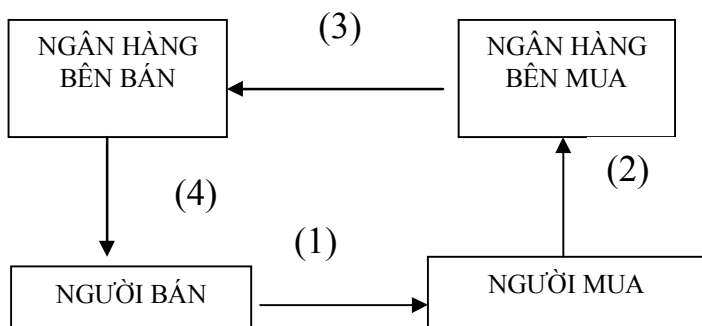 (3)
NGÂN HÀNG
BÊN BÁN
NGÂN HÀNG
BÊN MUA
(4)
(2)
(1)
NGƯỜI BÁN
NGƯỜI MUA